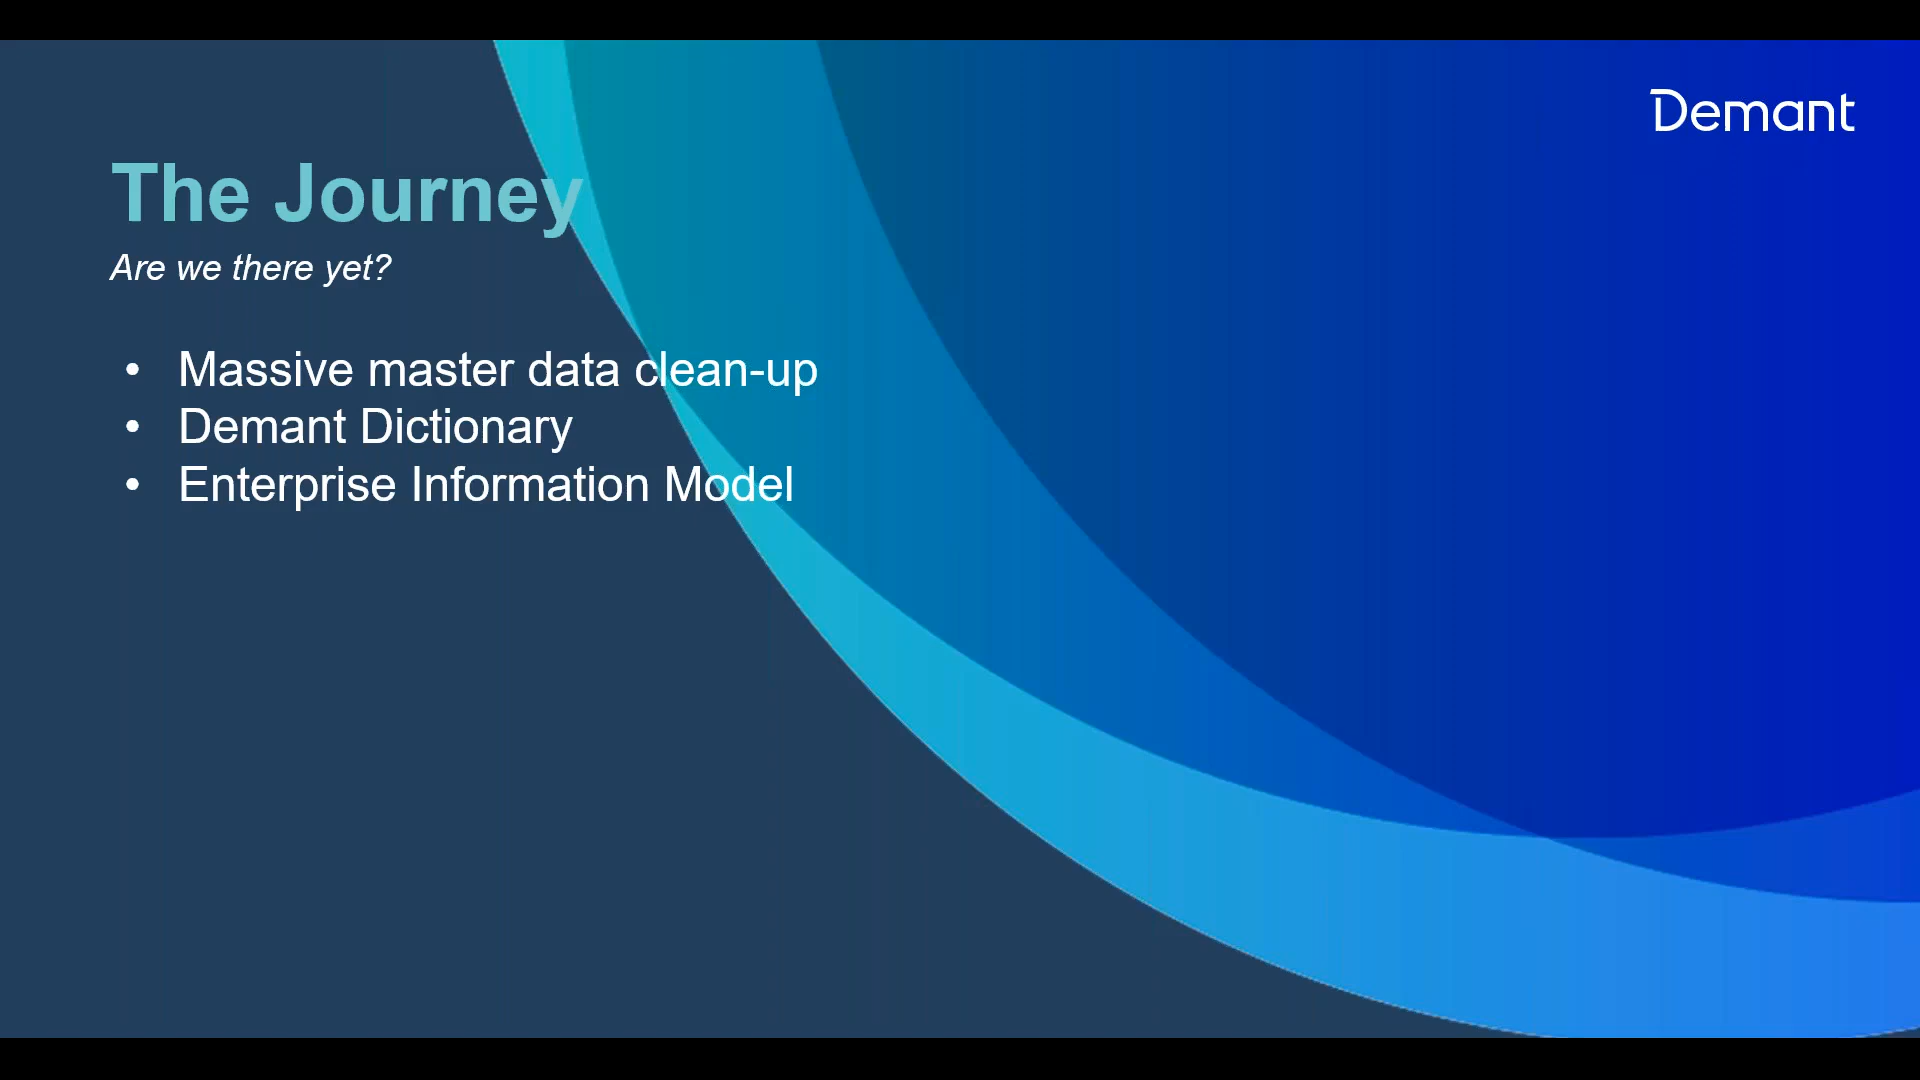 Demant
The Journey
Are we there yet?
• Massive master data clean-up
• Demant Dictionary
• Enterprise Information Model